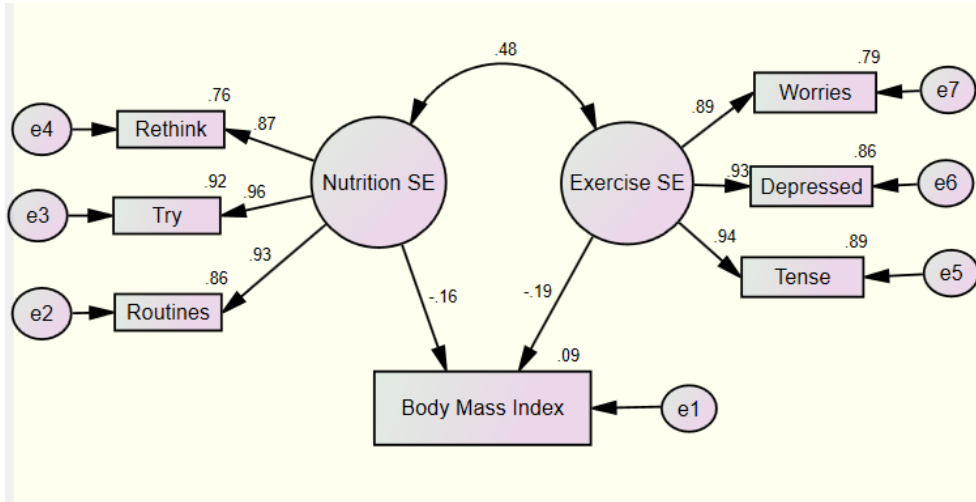 .48
.79
e7
Worries
.76
.89
e4
Rethink
.87
.86
Nutrition SE
Exercise SE
.93
Depressed
e6
.92
.96
e3
Try
.94
.89
.93
Tense
e5
.86
e2
Routines
-.16
-.19
.09
Body Mass Index
e1